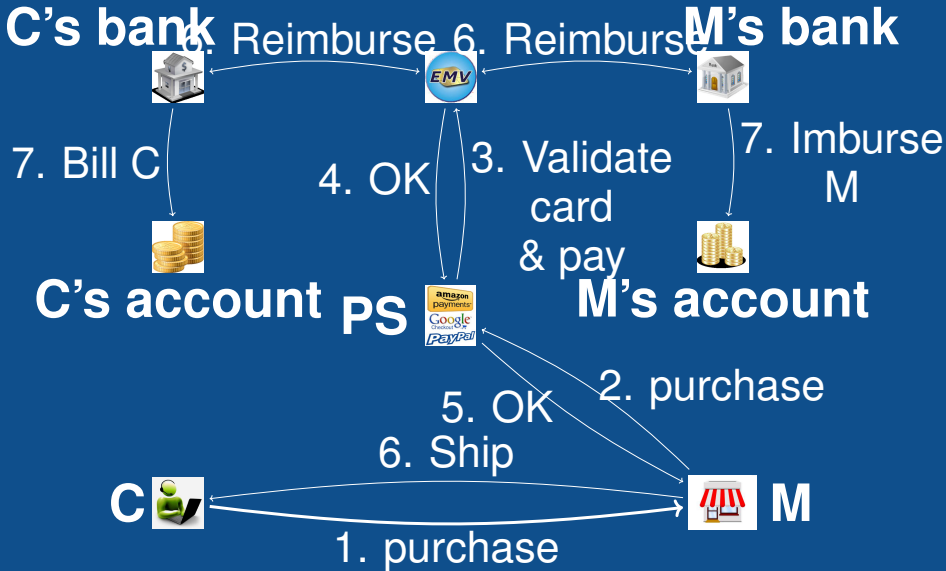 C's bank
6. Reimburse
6. Reimburse
M's bank
EMV
7. Bill C
4. OK
3. Validate
card
& pay
7. Imburse
M
C's account
PS
amazon
payments
Google
Checkout
PayPal
M's account
2. purchase
5. OK
6. Ship
C
M
1. purchase